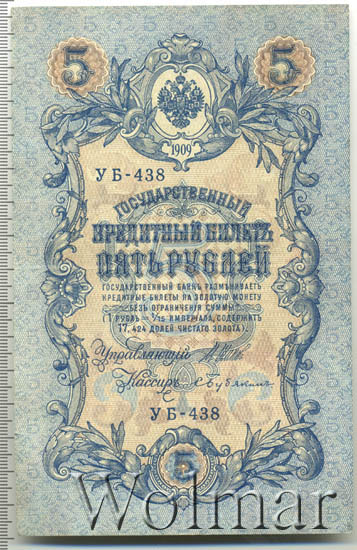 5 5
1909
УБ-438
ГОСУДАРСТВЕННЫЙ
КРЕДИТНЫЙ БИЛЕТЪ
ПЯТЬ РУБЛЕЙ
ГОСУДАРСТВЕННЫЙ БАНКЪ РАЗМѢНИВАЕТЪ
КРЕДИТНЫЕ БИЛЕТЫ НА ЗОЛОТУЮ МОНЕТУ
БЕЗЪ ОГРАНИЧЕНІЯ СУММЫ
(1 РУБЛЬ = 1/15 ИМПЕРІАЛА, СОДЕРЖИТЪ
17,424 ДОЛЕЙ ЧИСТАГО ЗОЛОТА).
Управляющій
Кассиръ
УБ-438
5
Wolmar